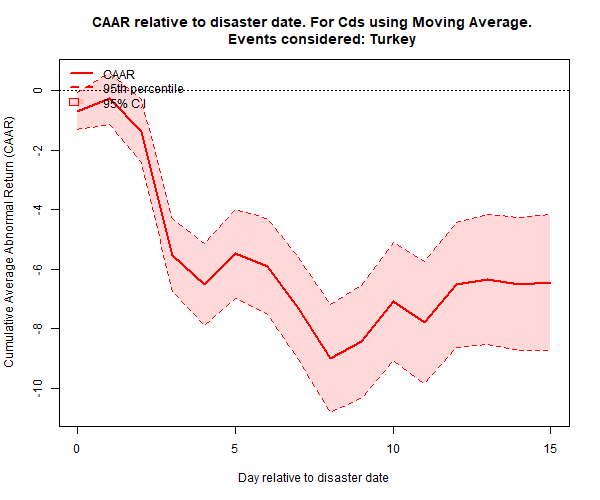 CAAR relative to disaster date. For Cds using Moving Average.
Events considered: Turkey
CAAR
95th percentile
95% C.I
Cumulative Average Abnormal Return (CAAR)
0
-2
-4
-6
-8
-10
0
5
10
15
Day relative to disaster date